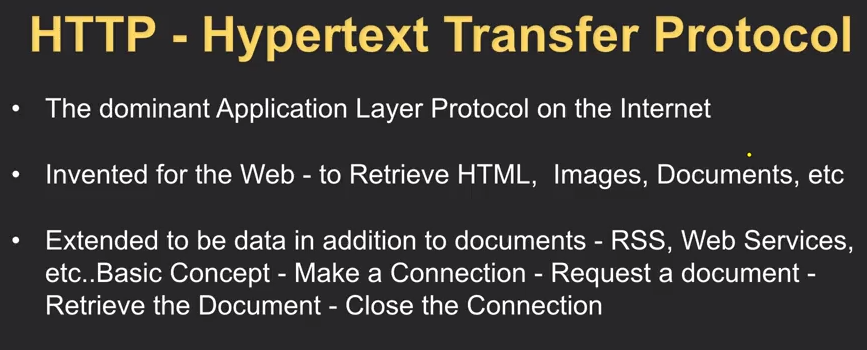 HTTP - Hypertext Transfer Protocol
• The dominant Application Layer Protocol on the Internet
• Invented for the Web - to Retrieve HTML,  Images, Documents, etc
• Extended to be data in addition to documents - RSS, Web Services,
etc..Basic Concept - Make a Connection - Request a document -
Retrieve the Document - Close the Connection